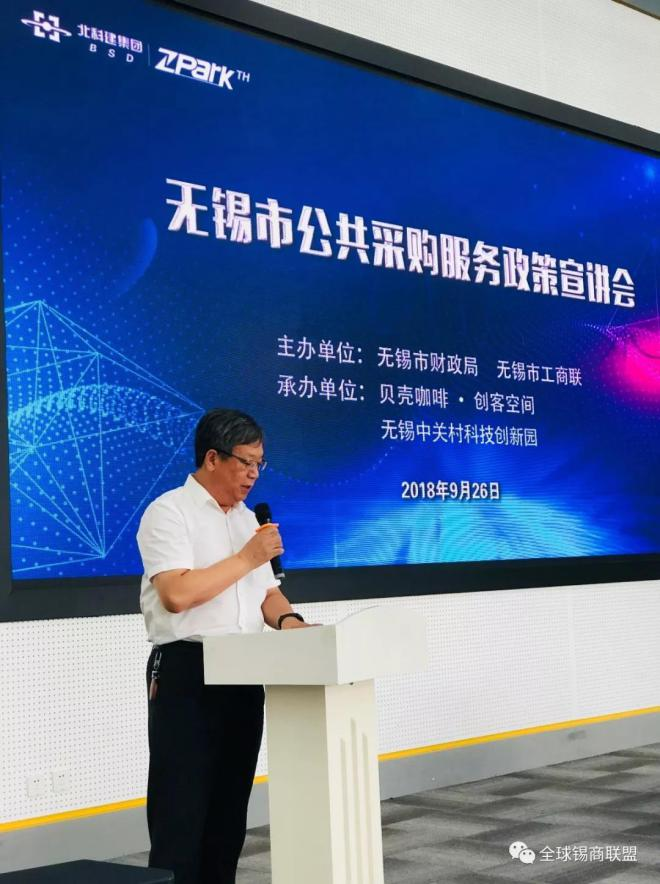 北科建集团
BSD
ZPark TH
无锡市公共采购服务政策宣讲会
主办单位：无锡市财政局 无锡市工商联
承办单位：贝壳咖啡·创客空间
无锡中关村科技创新园
2018年9月26日
全球锡商联盟